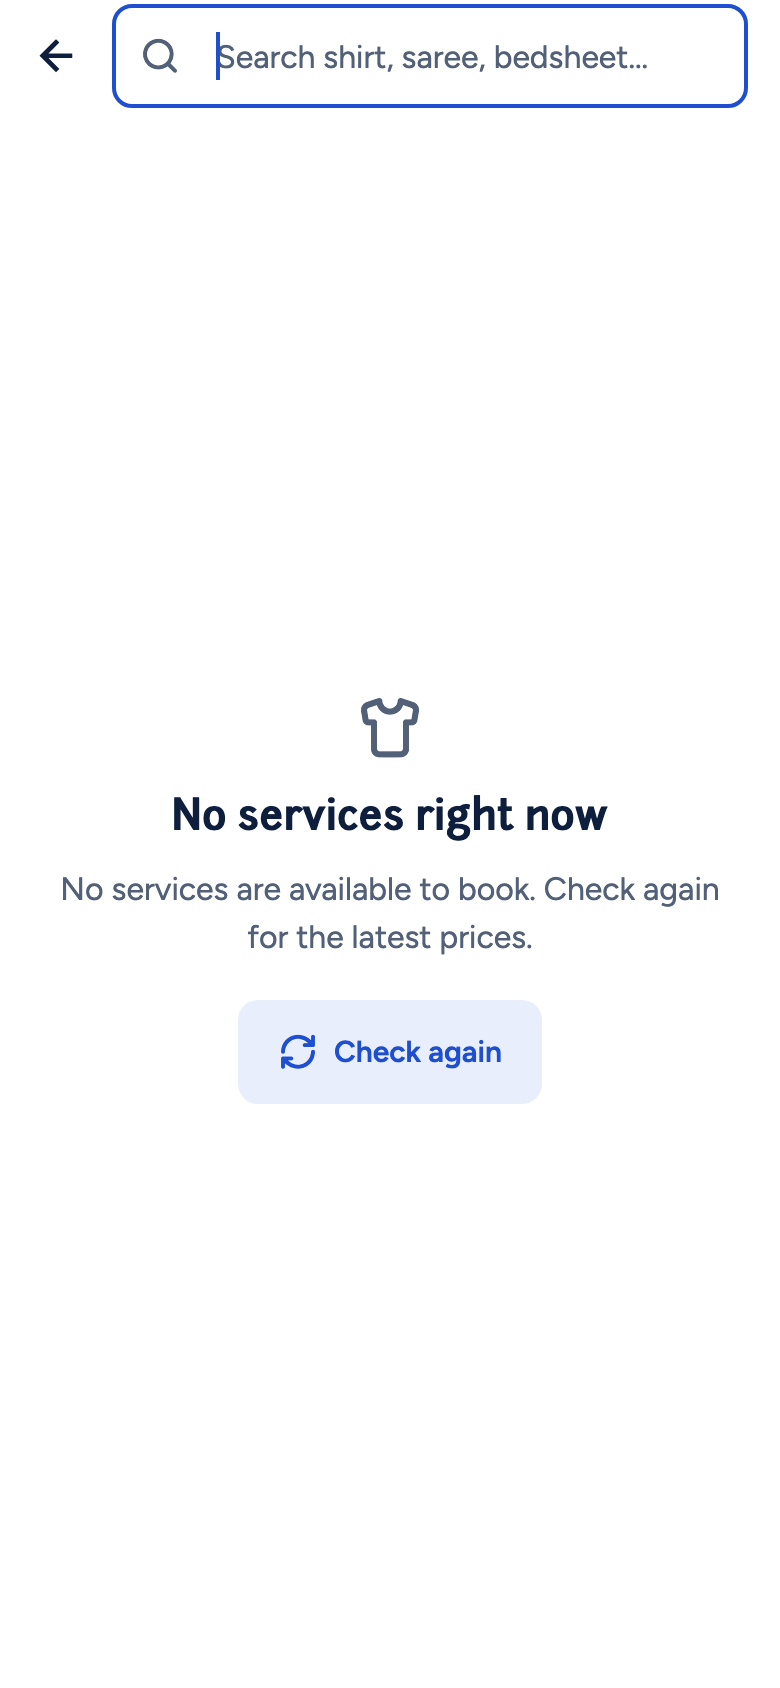 Search shirt, saree, bedsheet...
No services right now
No services are available to book. Check again
for the latest prices.
Check again